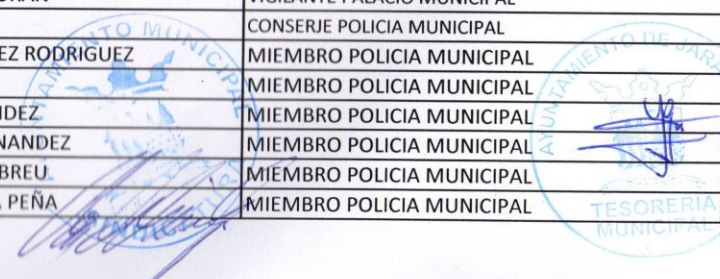 VIGILANTE PALACIO MUNICIPAL
CONSERJE POLICIA MUNICIPAL
EZ RODRIGUEZ MIEMBRO POLICIA MUNICIPAL
MIEMBRO POLICIA MUNICIPAL
NDEZ MIEMBRO POLICIA MUNICIPAL
NANDEZ MIEMBRO POLICIA MUNICIPAL
BREU MIEMBRO POLICIA MUNICIPAL
PEÑA MIEMBRO POLICIA MUNICIPAL
AYUNTAMIENTO DE JARA
TESORERIA
MUNICIPAL